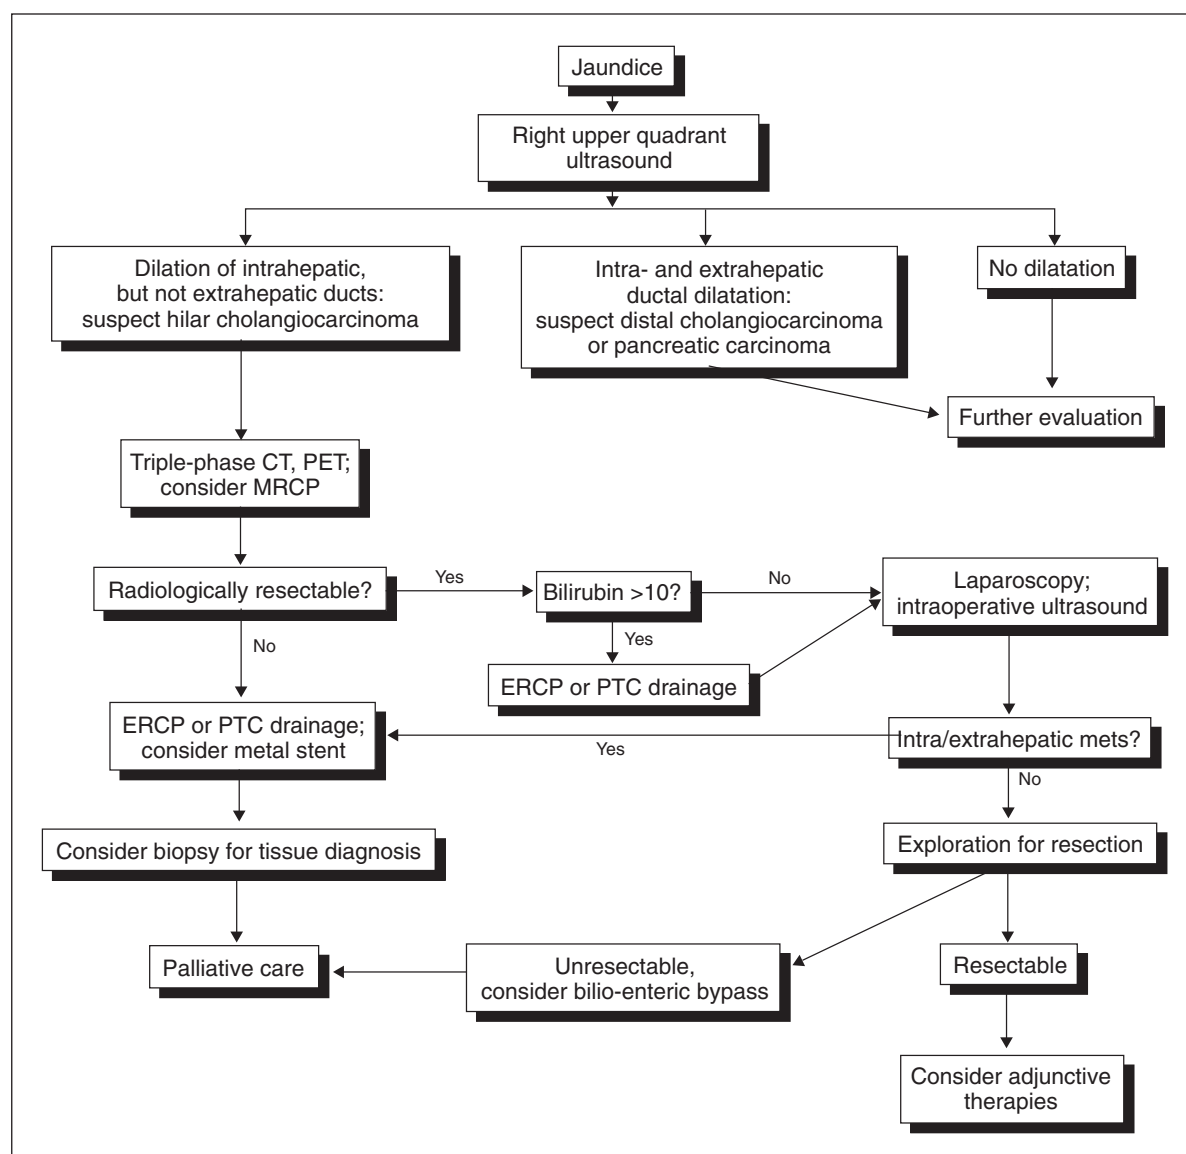 Jaundice
Right upper quadrant
ultrasound
Dilation of intrahepatic,
but not extrahepatic ducts:
suspect hilar cholangiocarcinoma
Intra- and extrahepatic
ductal dilatation:
suspect distal cholangiocarcinoma
or pancreatic carcinoma
No dilatation
Further evaluation
Triple-phase CT, PET;
consider MRCP
Radiologically resectable?
Yes
Bilirubin >10?
No
Laparoscopy;
intraoperative ultrasound
Yes
ERCP or PTC drainage
No
ERCP or PTC drainage;
consider metal stent
Yes
Intra/extrahepatic mets?
No
Consider biopsy for tissue diagnosis
Exploration for resection
Palliative care
Unresectable,
consider bilio-enteric bypass
Resectable
Consider adjunctive
therapies